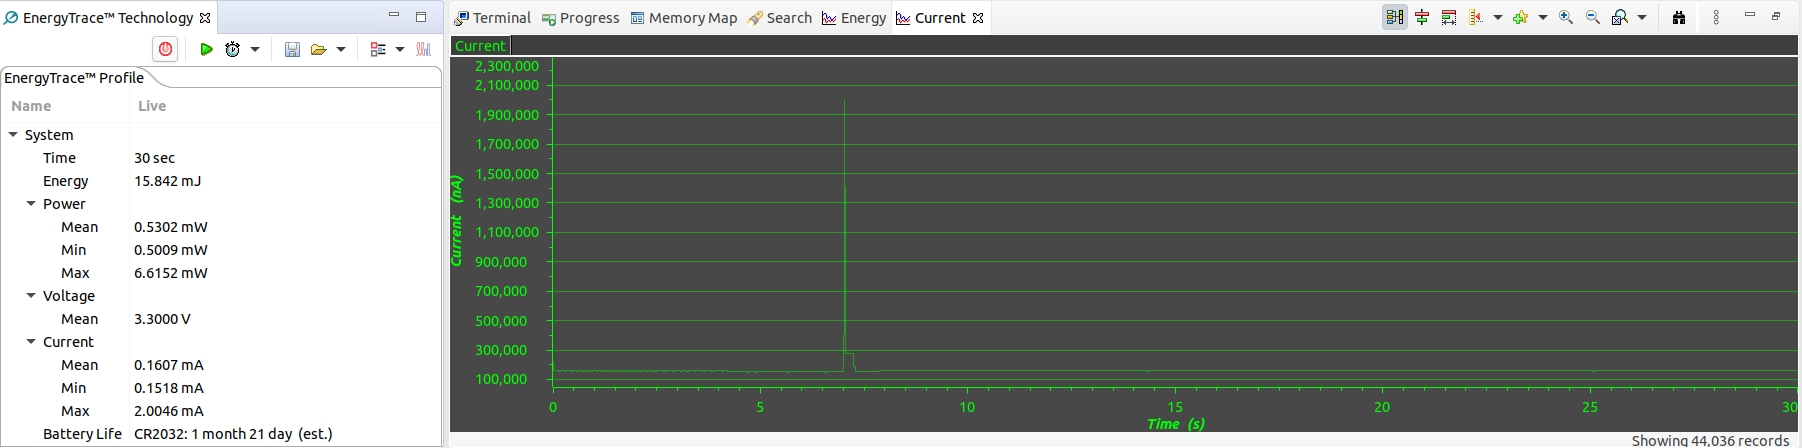 EnergyTrace™ Technology
EnergyTrace™ Profile
Name Live
System
Time 30 sec
Energy 15.842 mJ
Power
Mean 0.5302 mW
Min 0.5009 mW
Max 6.6152 mW
Voltage
Mean 3.3000 V
Current
Mean 0.1607 mA
Min 0.1518 mA
Max 2.0046 mA
Battery Life CR2032: 1 month 21 day (est.)
Terminal Progress Memory Map Search Energy Current
Current
2,300,000
2,100,000
1,900,000
1,700,000
1,500,000
1,300,000
1,100,000
900,000
700,000
500,000
300,000
100,000
Current (nA)
0 5 10 15 20 25 30
Time (s)
Showing 44,036 records